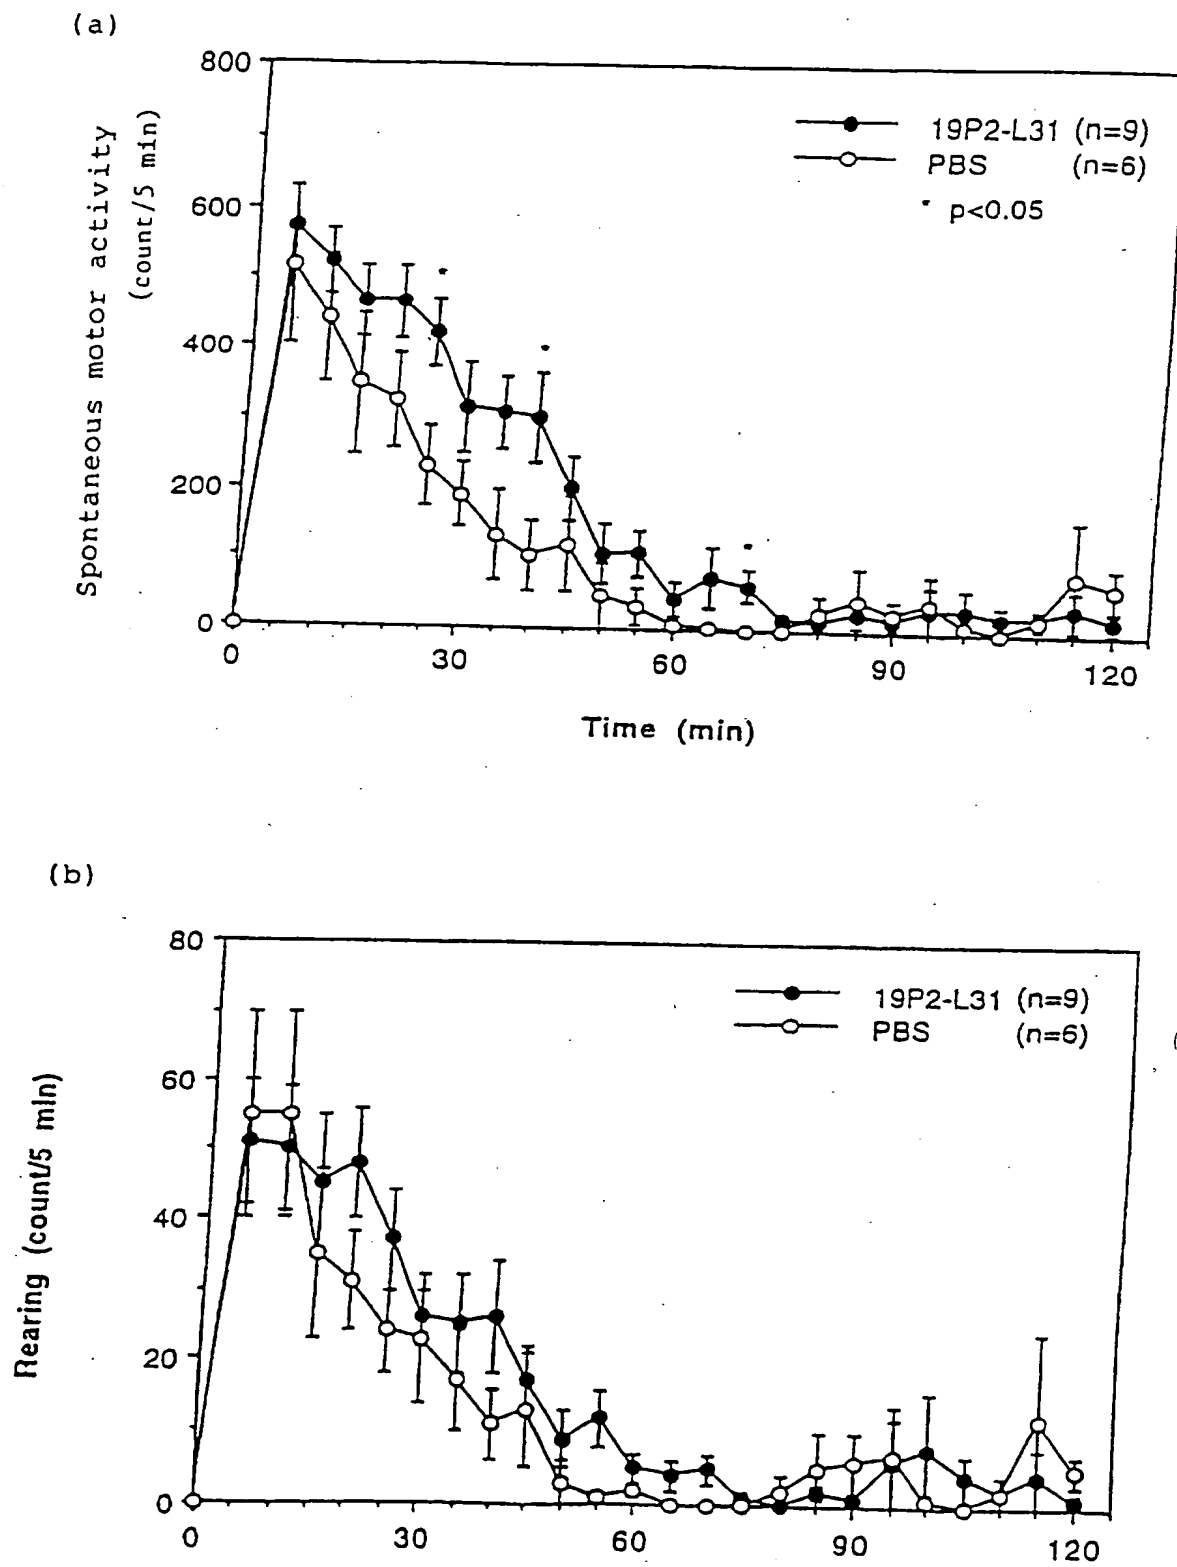 (a)
Spontaneous motor activity
(count/5 min)
800
600
400
200
0
19P2-L31 (n=9)
PBS (n=6)
* p<0.05
*
*
*
0 30 60 90 120
Time (min)
(b)
Rearing (count/5 min)
80
60
40
20
0
19P2-L31 (n=9)
PBS (n=6)
0 30 60 90 120